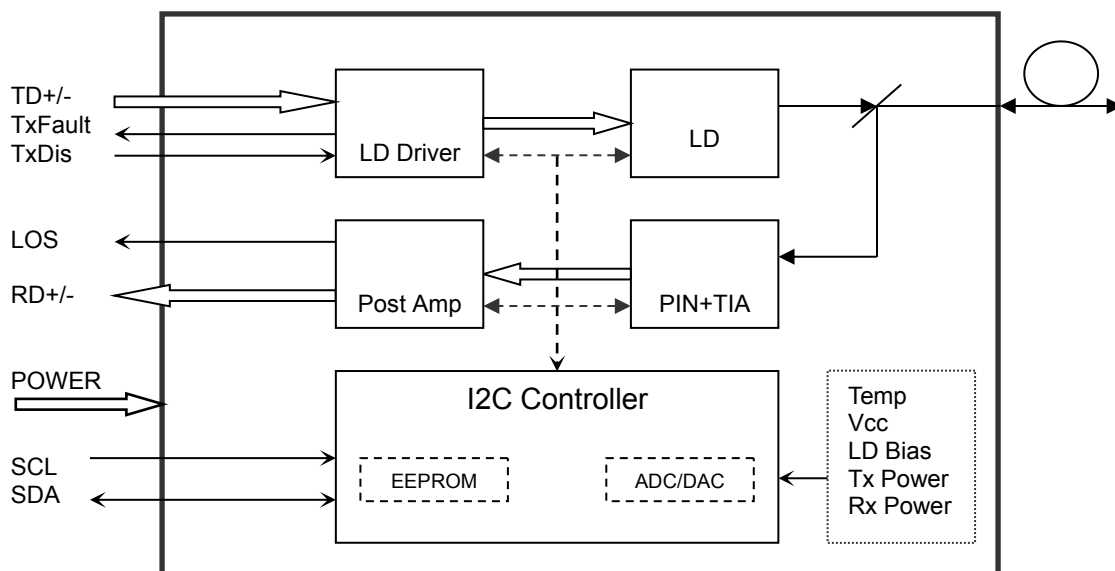 TD+/-
TxFault
TxDis
LD Driver
LD
LOS
RD+/-
Post Amp
PIN+TIA
POWER
SCL
SDA
I2C Controller
EEPROM
ADC/DAC
Temp
Vcc
LD Bias
Tx Power
Rx Power